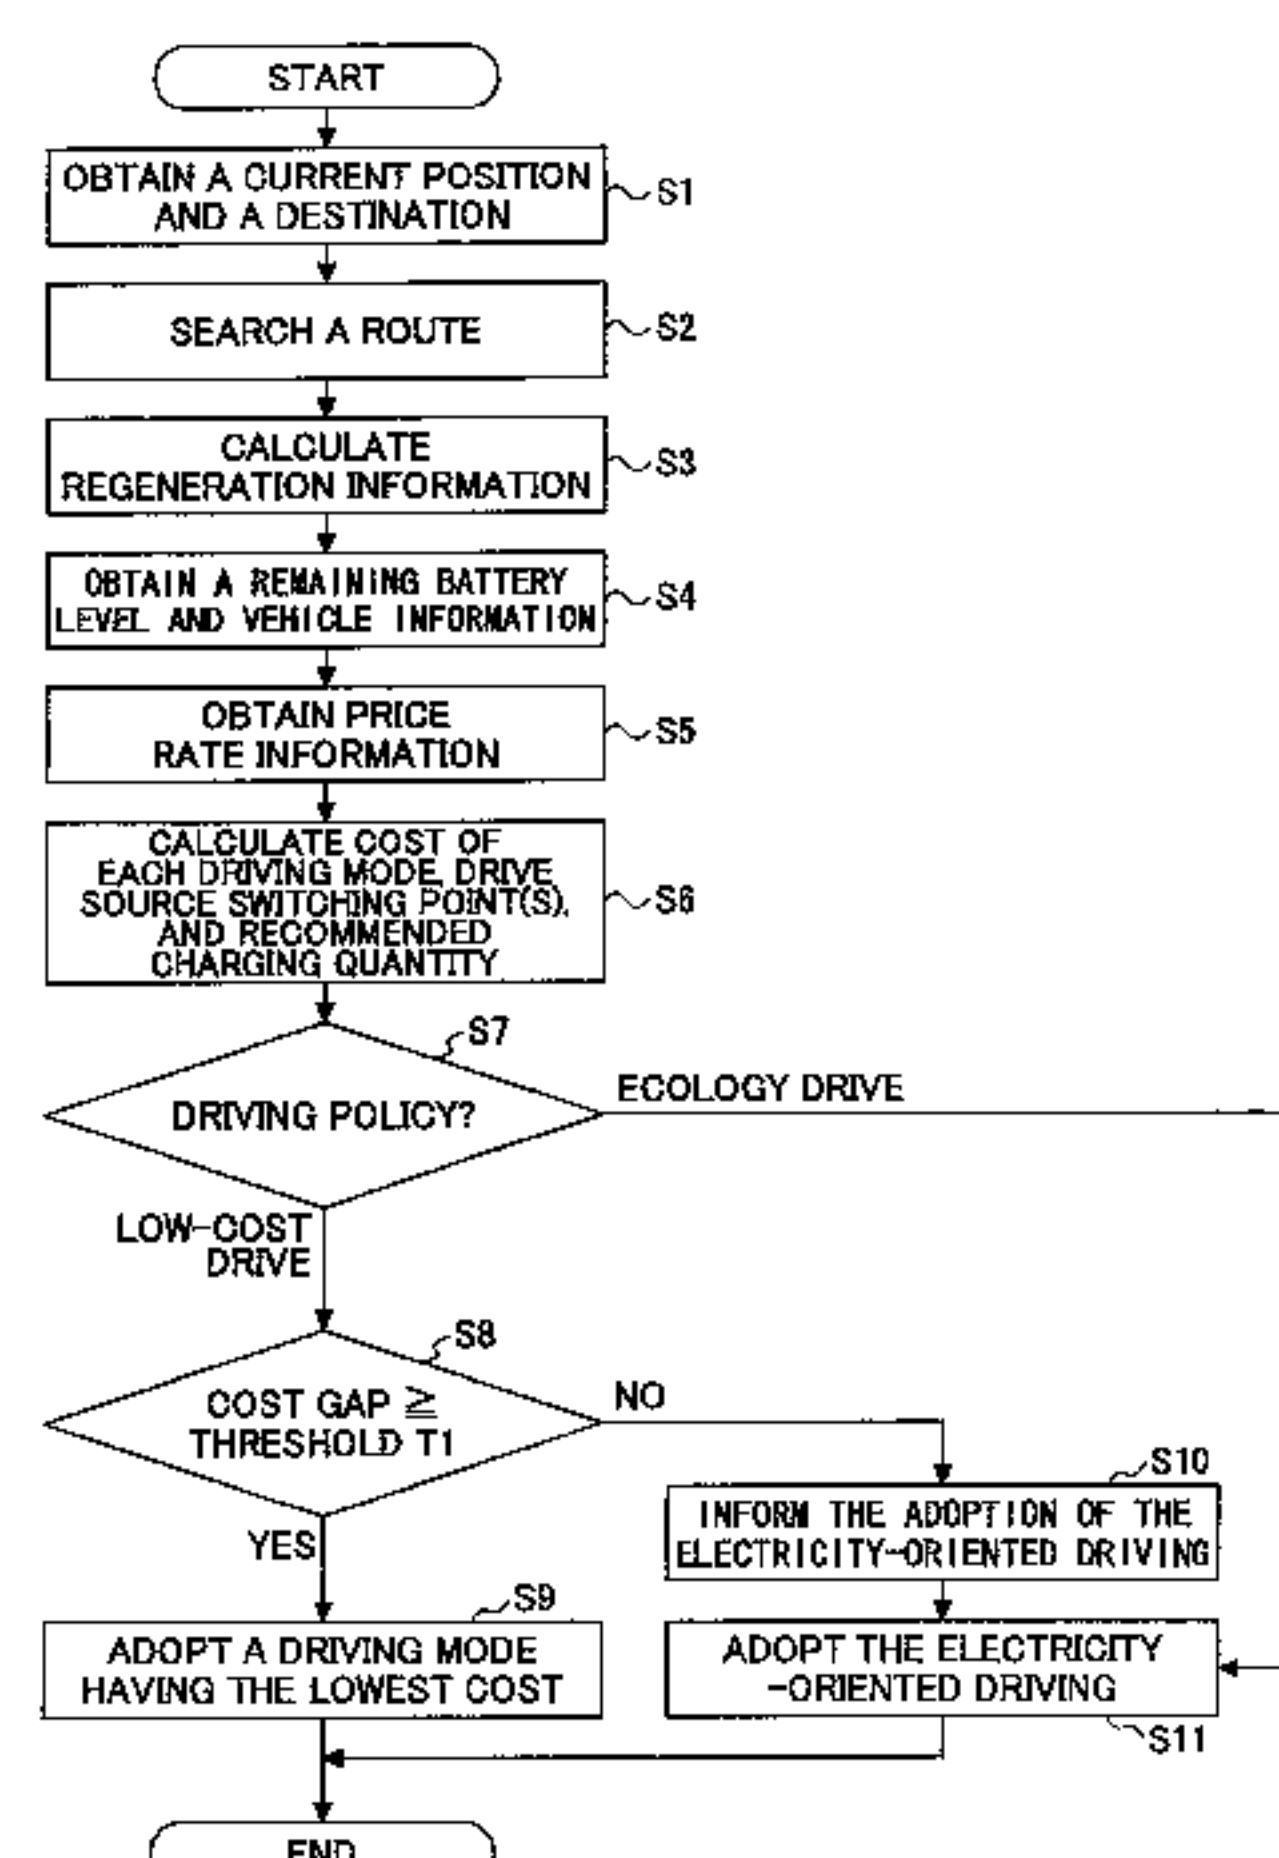 START
OBTAIN A CURRENT POSITION
AND A DESTINATION
S1
SEARCH A ROUTE
S2
CALCULATE
REGENERATION INFORMATION
S3
OBTAIN A REMAINING BATTERY
LEVEL AND VEHICLE INFORMATION
S4
OBTAIN PRICE
RATE INFORMATION
S5
CALCULATE COST OF
EACH DRIVING MODE, DRIVE
SOURCE SWITCHING POINT(S),
AND RECOMMENDED
CHARGING QUANTITY
S6
S7
DRIVING POLICY?
ECOLOGY DRIVE
LOW-COST
DRIVE
S8
COST GAP ≧
THRESHOLD T1
NO
YES
S10
INFORM THE ADOPTION OF THE
ELECTRICITY-ORIENTED DRIVING
S9
ADOPT A DRIVING MODE
HAVING THE LOWEST COST
ADOPT THE ELECTRICITY
-ORIENTED DRIVING
S11
END